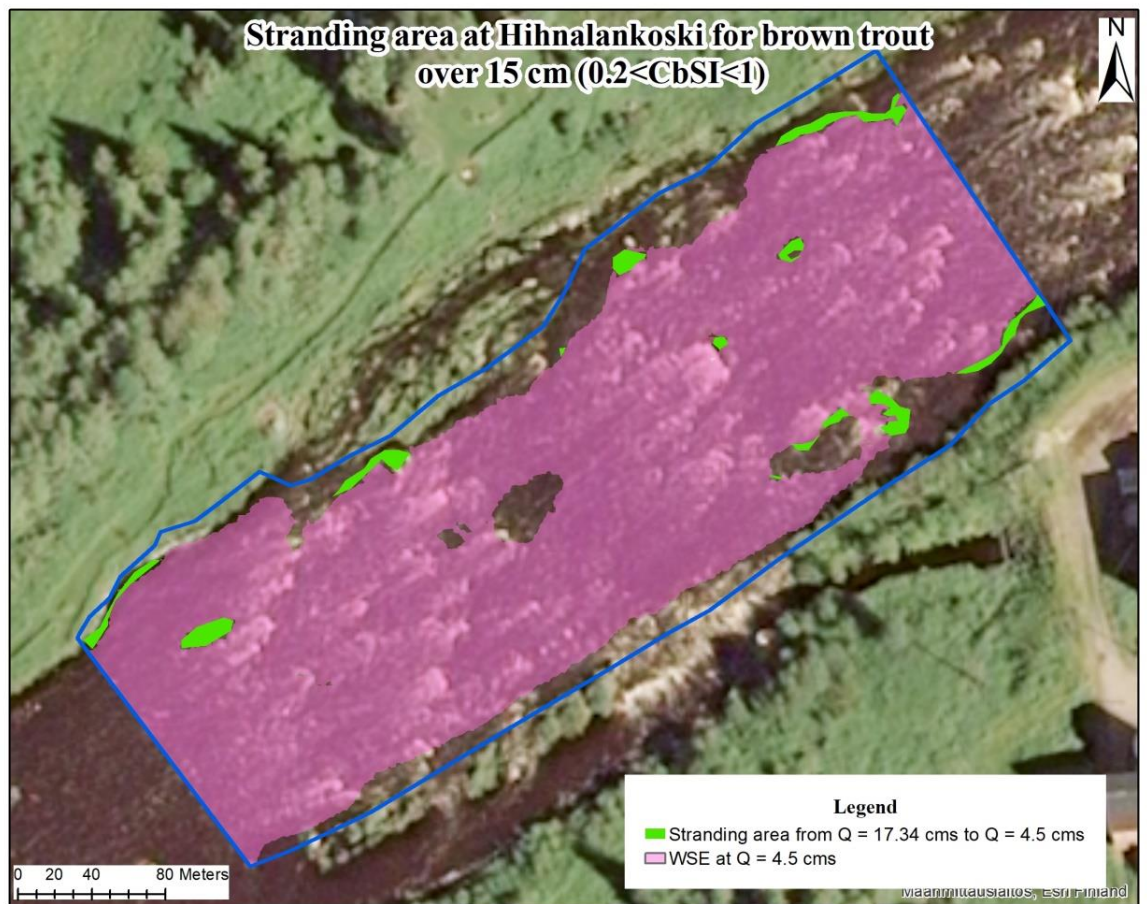 Stranding area at Hihnalankoski for brown trout
over 15 cm (0.2<CbSI<1)
N
Legend
Stranding area from Q = 17.34 cms to Q = 4.5 cms
WSE at Q = 4.5 cms
0 20 40 80 Meters
Maanmittauslaitos, Esri Finland